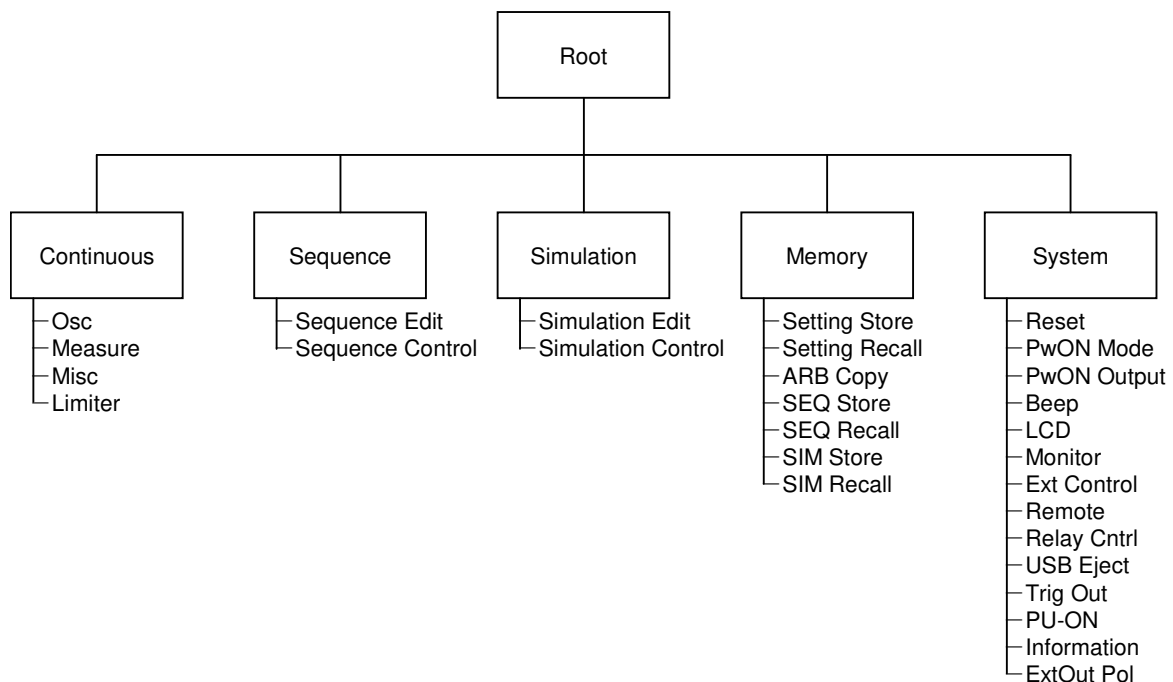 Root
Continuous
Osc
Measure
Misc
Limiter
Sequence
Sequence Edit
Sequence Control
Simulation
Simulation Edit
Simulation Control
Memory
Setting Store
Setting Recall
ARB Copy
SEQ Store
SEQ Recall
SIM Store
SIM Recall
System
Reset
PwON Mode
PwON Output
Beep
LCD
Monitor
Ext Control
Remote
Relay Cntrl
USB Eject
Trig Out
PU-ON
Information
ExtOut Pol